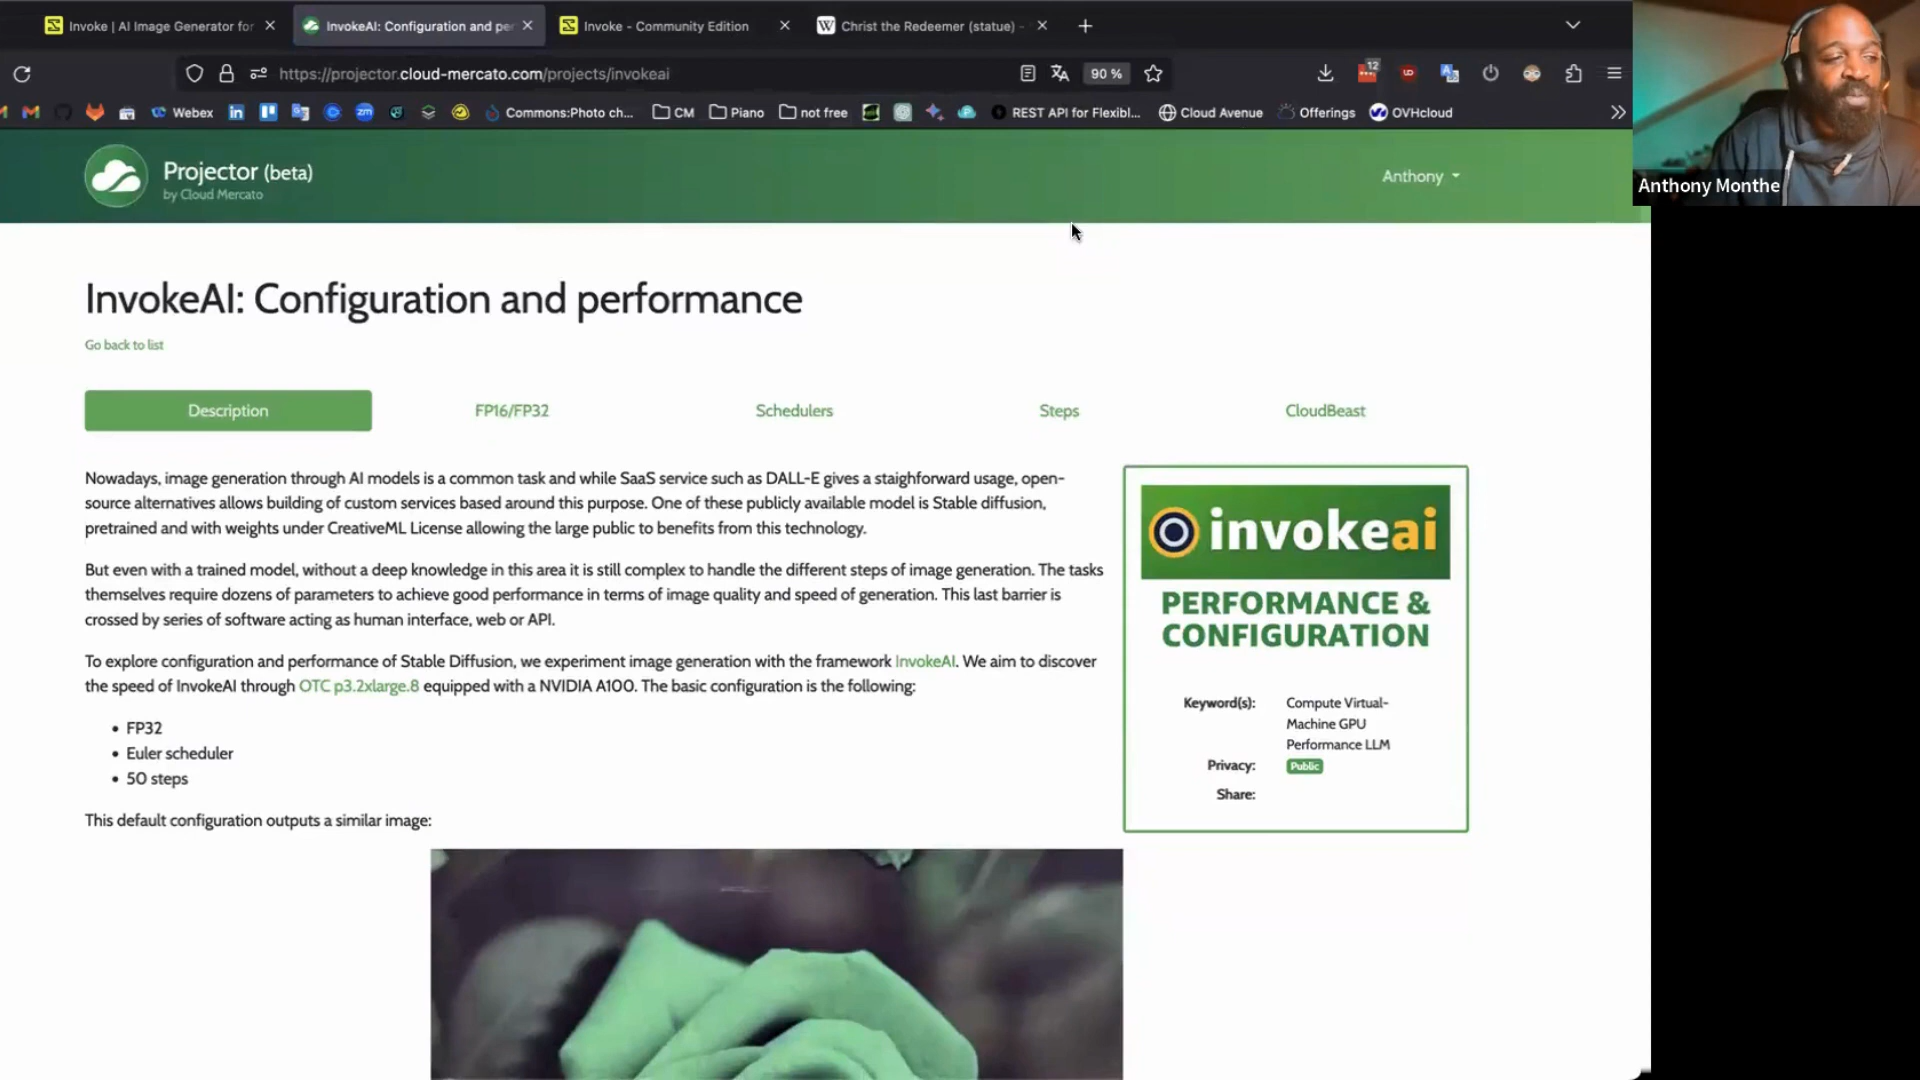 Invoke | AI Image Generator for
InvokeAI: Configuration and per
Invoke - Community Edition
Christ the Redeemer (statue) -
https://projector.cloud-mercato.com/projects/invokeai
90 %
12
Webex
Commons:Photo ch...
CM
Piano
not free
REST API for Flexibl...
Cloud Avenue
Offerings
OVHcloud
Anthony Monthe
Projector (beta)
by Cloud Mercato
Anthony
InvokeAI: Configuration and performance
Go back to list
Description
FP16/FP32
Schedulers
Steps
CloudBeast
Nowadays, image generation through AI models is a common task and while SaaS service such as DALL-E gives a staighforward usage, open-
source alternatives allows building of custom services based around this purpose. One of these publicly available model is Stable diffusion,
pretrained and with weights under CreativeML License allowing the large public to benefits from this technology.
But even with a trained model, without a deep knowledge in this area it is still complex to handle the different steps of image generation. The tasks
themselves require dozens of parameters to achieve good performance in terms of image quality and speed of generation. This last barrier is
crossed by series of software acting as human interface, web or API.
To explore configuration and performance of Stable Diffusion, we experiment image generation with the framework InvokeAI. We aim to discover
the speed of InvokeAI through OTC p3.2xlarge.8 equipped with a NVIDIA A100. The basic configuration is the following:
• FP32
• Euler scheduler
• 50 steps
This default configuration outputs a similar image:
invokeai
PERFORMANCE &
CONFIGURATION
Keyword(s): Compute Virtual-
Machine GPU
Performance LLM
Privacy: Public
Share: